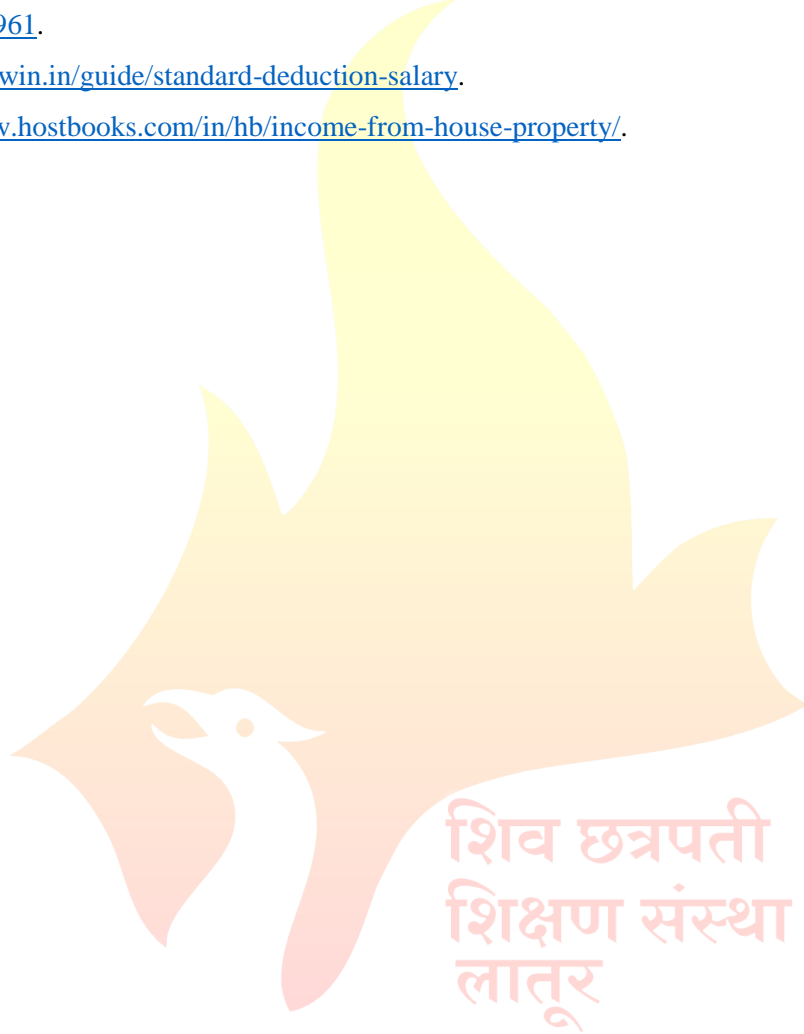 961.
win.in/guide/standard-deduction-salary.
w.hostbooks.com/in/hb/income-from-house-property/.
शिव छत्रपती
शिक्षण संस्था
लातूर